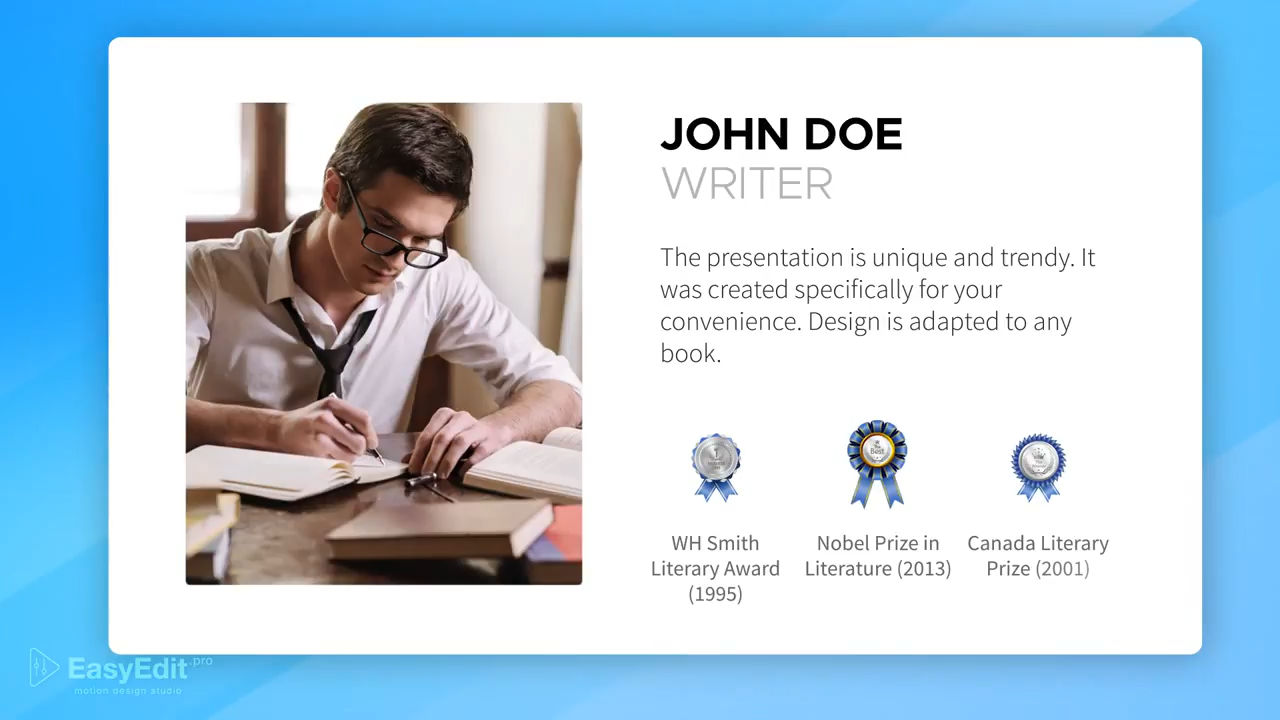 JOHN DOE
WRITER
The presentation is unique and trendy. It
was created specifically for your
convenience. Design is adapted to any
book.
The
Best
WH Smith
Literary Award
(1995)
Nobel Prize in
Literature (2013)
Canada Literary
Prize (2001)
EasyEdit.pro
motion design studio